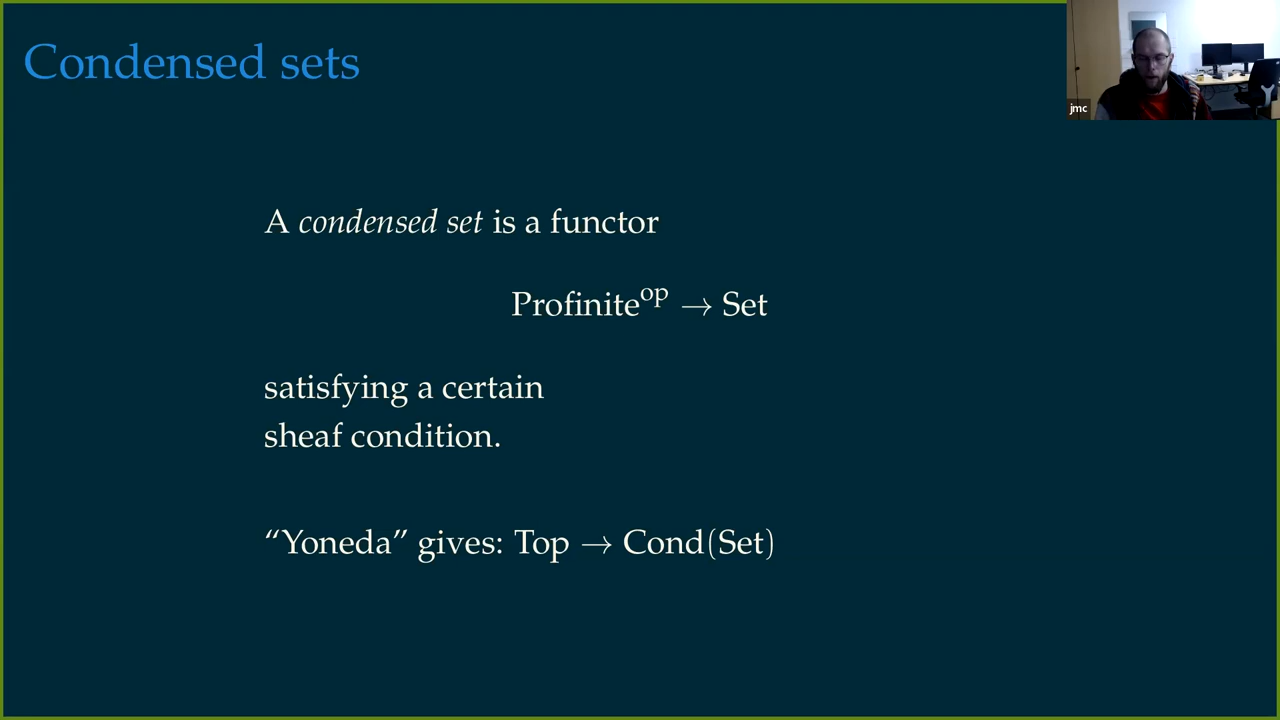 Condensed sets
jmc
A condensed set is a functor
Profinite^op → Set
satisfying a certain
sheaf condition.
“Yoneda” gives: Top → Cond(Set)